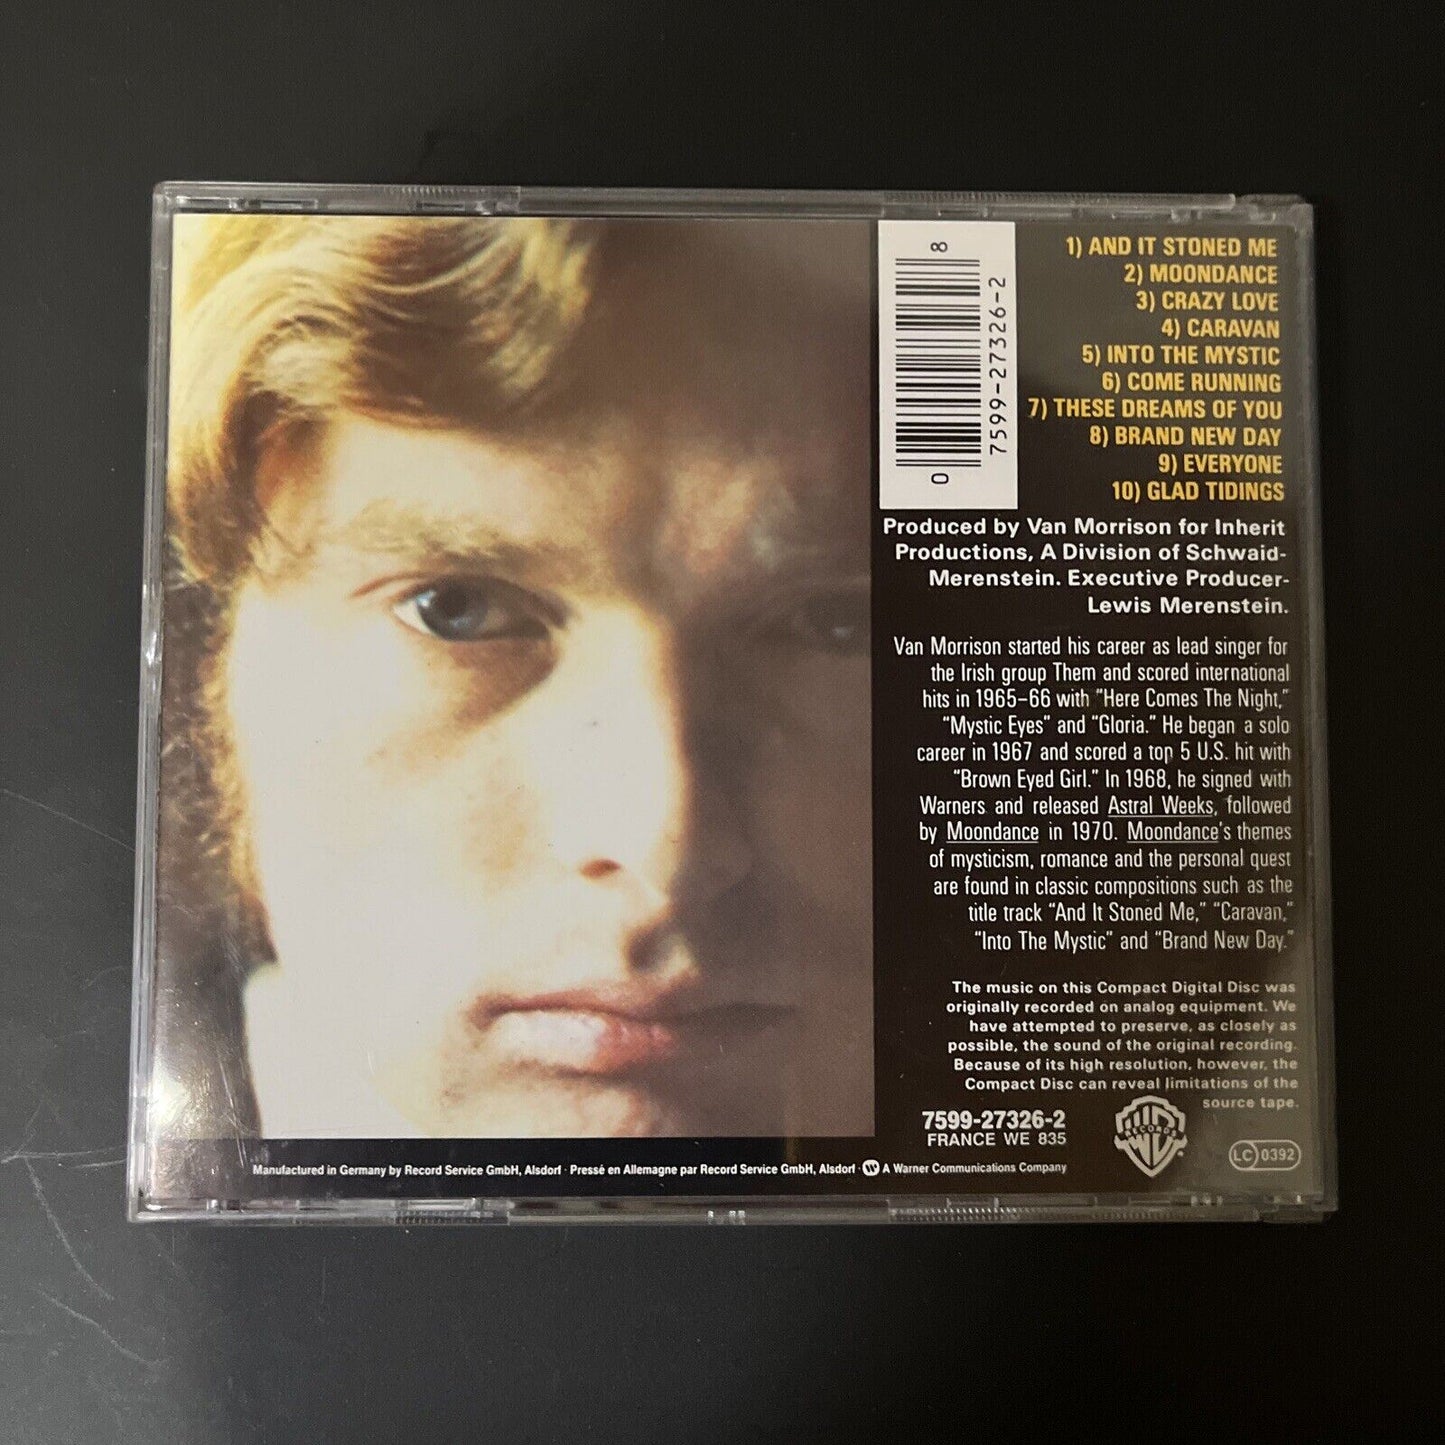 8
7599-27326-2
0
1) AND IT STONED ME
2) MOONDANCE
3) CRAZY LOVE
4) CARAVAN
5) INTO THE MYSTIC
6) COME RUNNING
7) THESE DREAMS OF YOU
8) BRAND NEW DAY
9) EVERYONE
10) GLAD TIDINGS
Produced by Van Morrison for Inherit
Productions, A Division of Schwaid-
Merenstein. Executive Producer-
Lewis Merenstein.
Van Morrison started his career as lead singer for
the Irish group Them and scored international
hits in 1965–66 with “Here Comes The Night,”
“Mystic Eyes” and “Gloria.” He began a solo
career in 1967 and scored a top 5 U.S. hit with
“Brown Eyed Girl.” In 1968, he signed with
Warners and released Astral Weeks, followed
by Moondance in 1970. Moondance's themes
of mysticism, romance and the personal quest
are found in classic compositions such as the
title track “And It Stoned Me,” “Caravan,”
“Into The Mystic” and “Brand New Day.”
The music on this Compact Digital Disc was
originally recorded on analog equipment. We
have attempted to preserve, as closely as
possible, the sound of the original recording.
Because of its high resolution, however, the
Compact Disc can reveal limitations of the
source tape.
7599-27326-2
FRANCE WE 835
RECORDS
LC 0392
Manufactured in Germany by Record Service GmbH, Alsdorf · Pressé en Allemagne par Record Service GmbH, Alsdorf · A Warner Communications Company